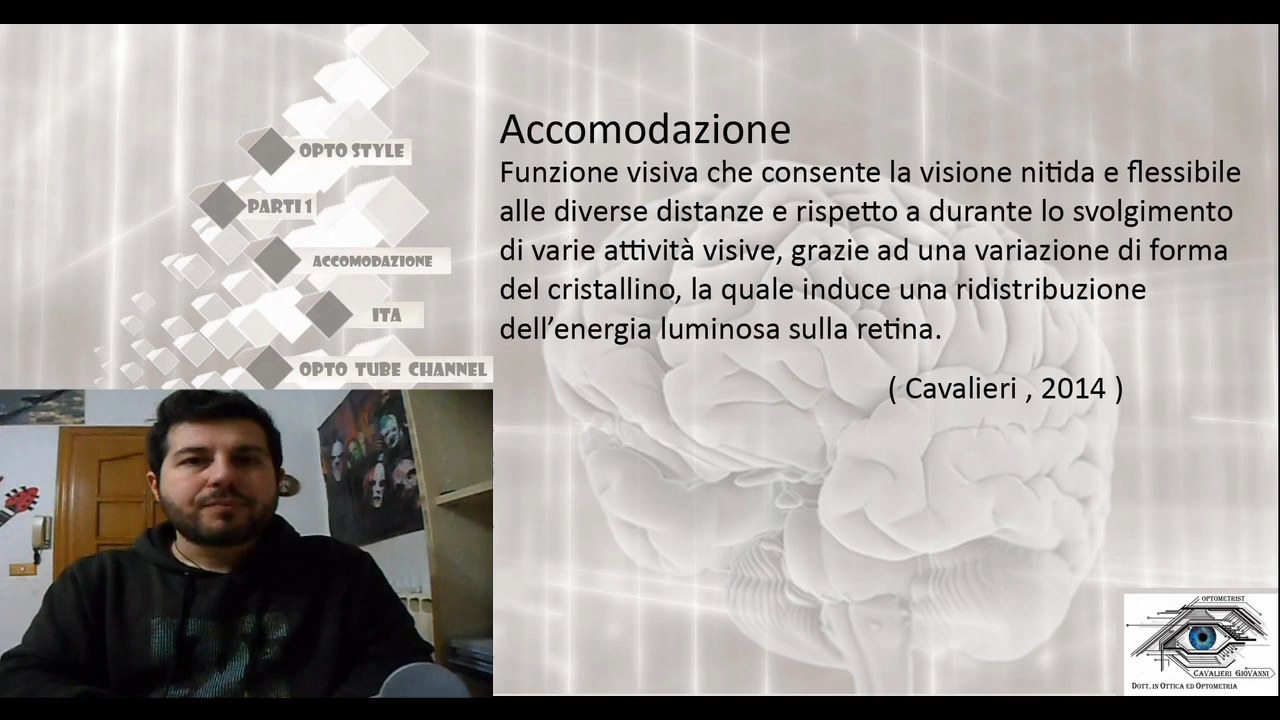 OPTO STYLE
PARTI 1
ACCOMODAZIONE
ITA
OPTO TUBE CHANNEL
Accomodazione
Funzione visiva che consente la visione nitida e flessibile
alle diverse distanze e rispetto a durante lo svolgimento
di varie attività visive, grazie ad una variazione di forma
del cristallino, la quale induce una ridistribuzione
dell’energia luminosa sulla retina.
( Cavalieri , 2014 )
OPTOMETRIST
CAVALIERI GIOVANNI
DOTT. IN OTTICA ED OPTOMETRIA